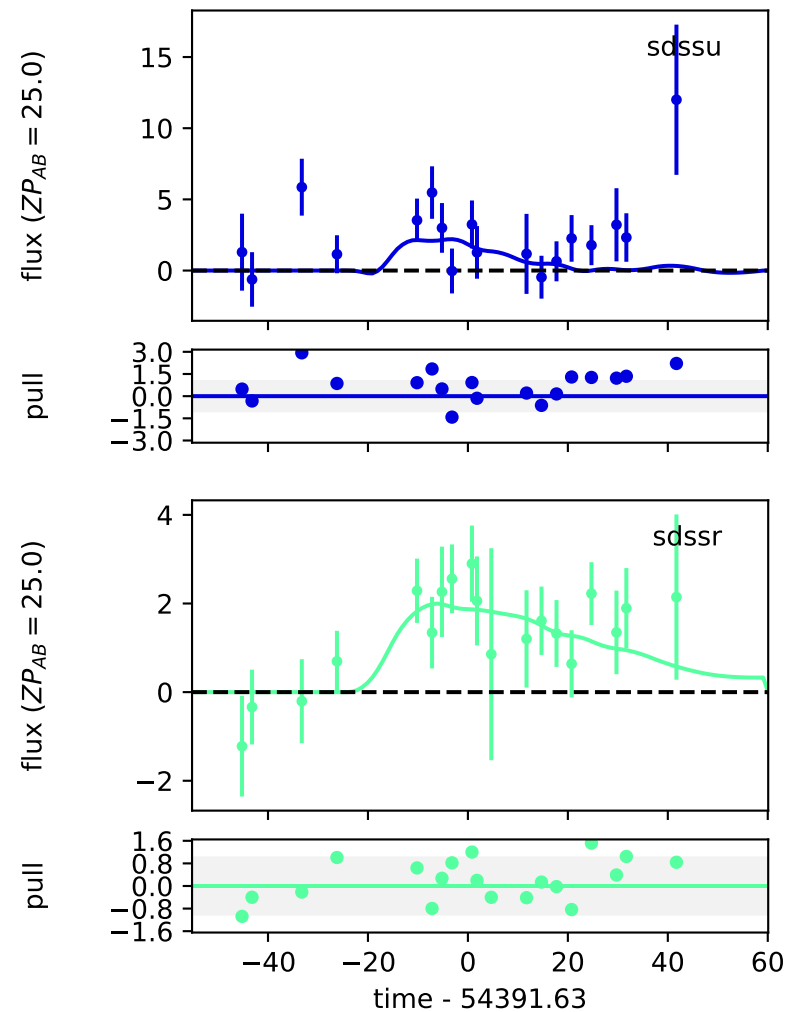 sdssu
flux ($ZP_{AB}$ = 25.0)
15
10
5
0
pull
3.0
1.5
0.0
−1.5
−3.0
sdssr
flux ($ZP_{AB}$ = 25.0)
4
2
0
−2
pull
1.6
0.8
0.0
−0.8
−1.6
−40 −20 0 20 40 60
time - 54391.63